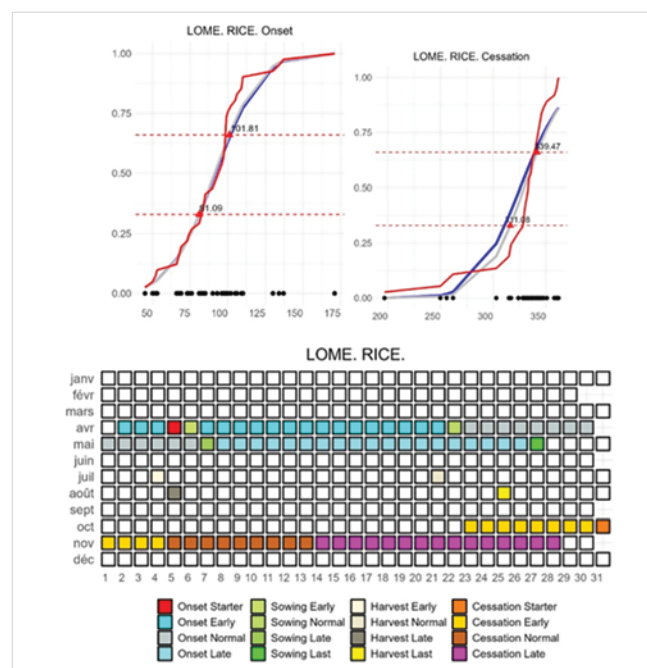 LOME. RICE. Onset
1.00
0.75
101.81
0.50
0.25
0.00
50 75 100 125 150 175
LOME. RICE. Cessation
1.00
0.75
0.50
0.25
0.00
200 250 300 350
LOME. RICE.
janv
févr
mars
avr
mai
juin
juil
août
sept
oct
nov
déc
1 2 3 4 5 6 7 8 9 10 11 12 13 14 15 16 17 18 19 20 21 22 23 24 25 26 27 28 29 30 31
Onset Starter
Onset Early
Onset Normal
Onset Late
Sowing Early
Sowing Normal
Sowing Late
Sowing Last
Harvest Early
Harvest Normal
Harvest Late
Harvest Last
Cessation Starter
Cessation Early
Cessation Normal
Cessation Late